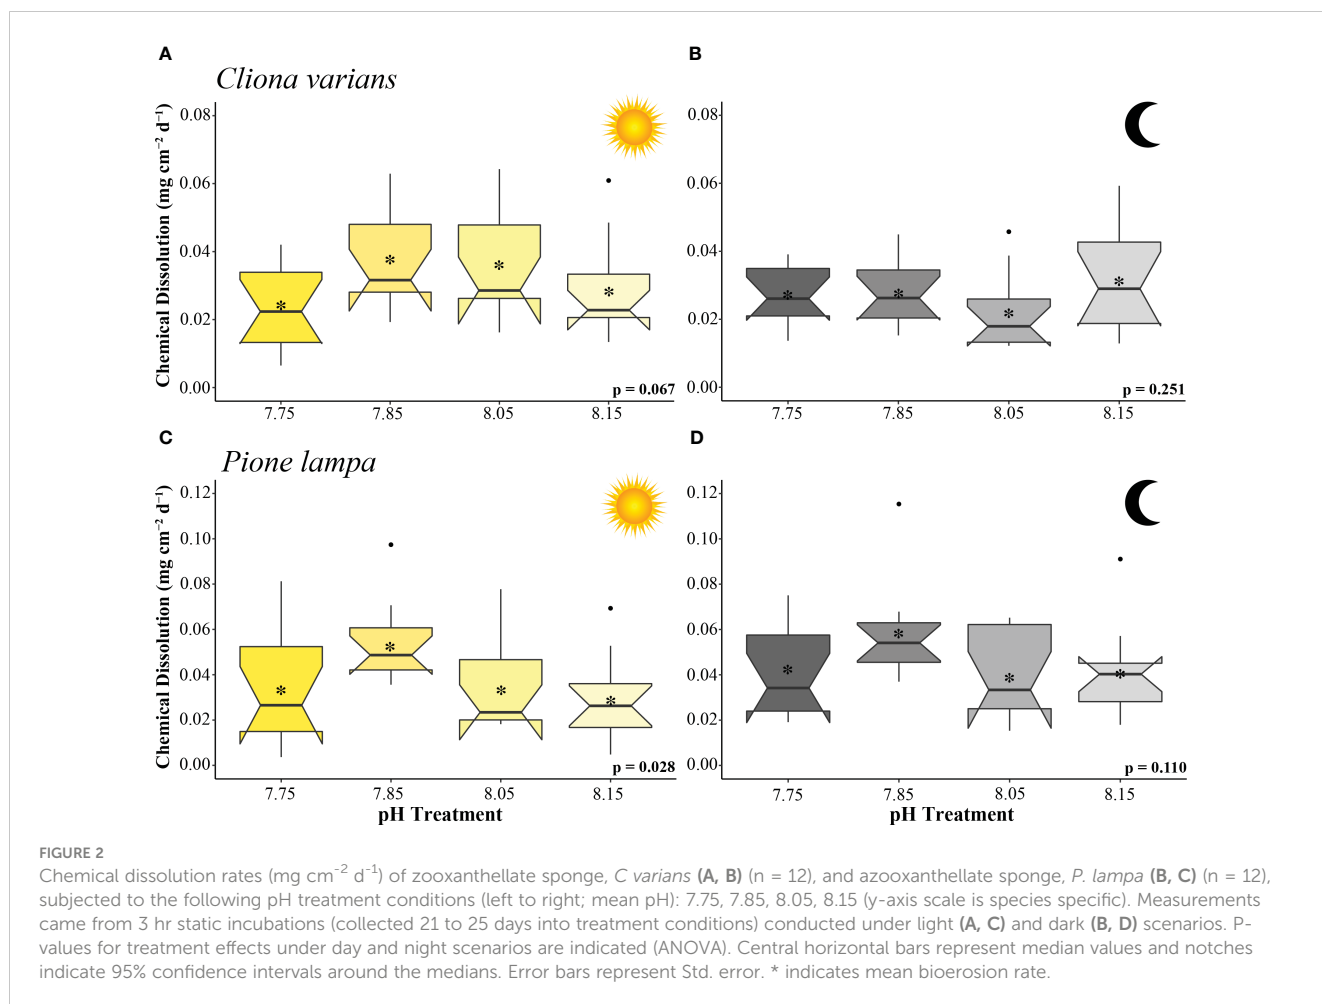 A
B
Cliona varians
Chemical Dissolution (mg cm⁻² d⁻¹)
0.08
0.06
0.04
0.02
0.00
7.75 7.85 8.05 8.15
p = 0.067
0.08
0.06
0.04
0.02
0.00
7.75 7.85 8.05 8.15
p = 0.251
C
D
Pione lampa
Chemical Dissolution (mg cm⁻² d⁻¹)
0.12
0.10
0.08
0.06
0.04
0.02
0.00
7.75 7.85 8.05 8.15
p = 0.028
pH Treatment
0.12
0.10
0.08
0.06
0.04
0.02
0.00
7.75 7.85 8.05 8.15
p = 0.110
pH Treatment
FIGURE 2
Chemical dissolution rates (mg cm⁻² d⁻¹) of zooxanthellate sponge, C varians (A, B) (n = 12), and azooxanthellate sponge, P. lampa (B, C) (n = 12),
subjected to the following pH treatment conditions (left to right; mean pH): 7.75, 7.85, 8.05, 8.15 (y-axis scale is species specific). Measurements
came from 3 hr static incubations (collected 21 to 25 days into treatment conditions) conducted under light (A, C) and dark (B, D) scenarios. P-
values for treatment effects under day and night scenarios are indicated (ANOVA). Central horizontal bars represent median values and notches
indicate 95% confidence intervals around the medians. Error bars represent Std. error. * indicates mean bioerosion rate.